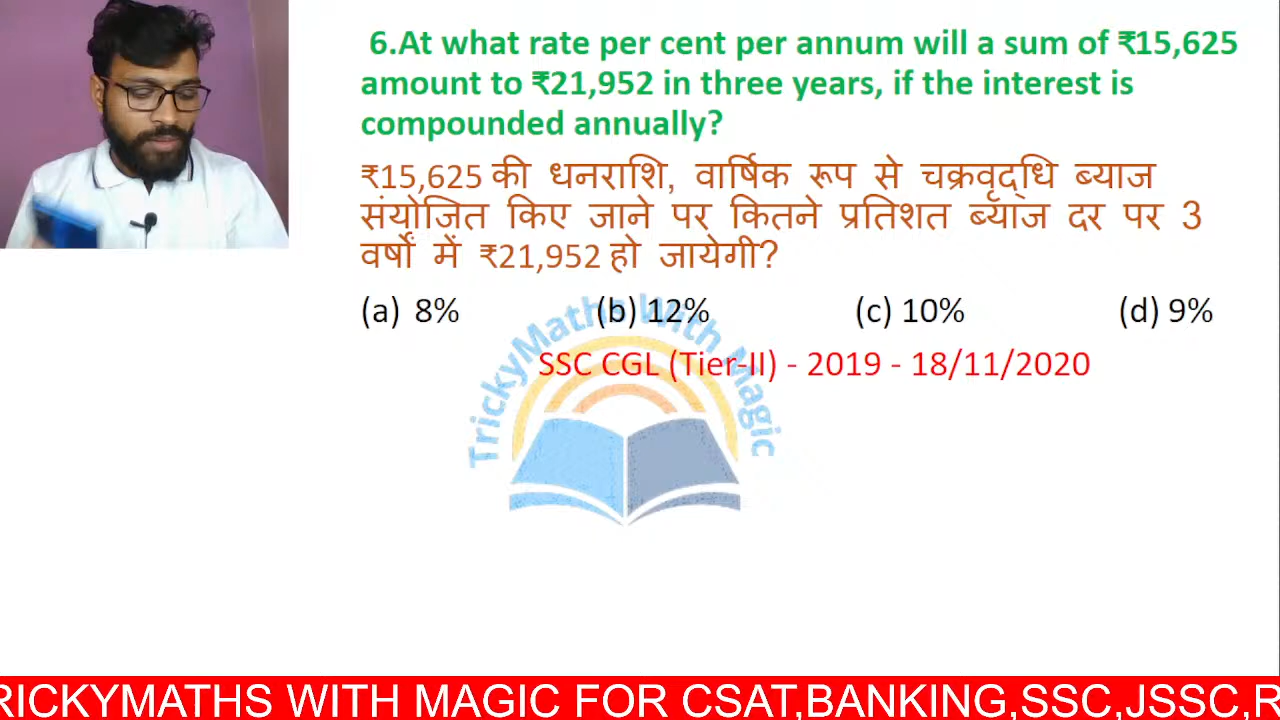 6.At what rate per cent per annum will a sum of ₹15,625
amount to ₹21,952 in three years, if the interest is
compounded annually?
₹15,625 की धनराशि, वार्षिक रूप से चक्रवृद्धि ब्याज
संयोजित किए जाने पर कितने प्रतिशत ब्याज दर पर 3
वर्षों में ₹21,952 हो जायेगी?
(a) 8% (b) 12% (c) 10% (d) 9%
SSC CGL (Tier-II) - 2019 - 18/11/2020
TrickyMaths With Magic
RICKYMATHS WITH MAGIC FOR CSAT,BANKING,SSC,JSSC,R